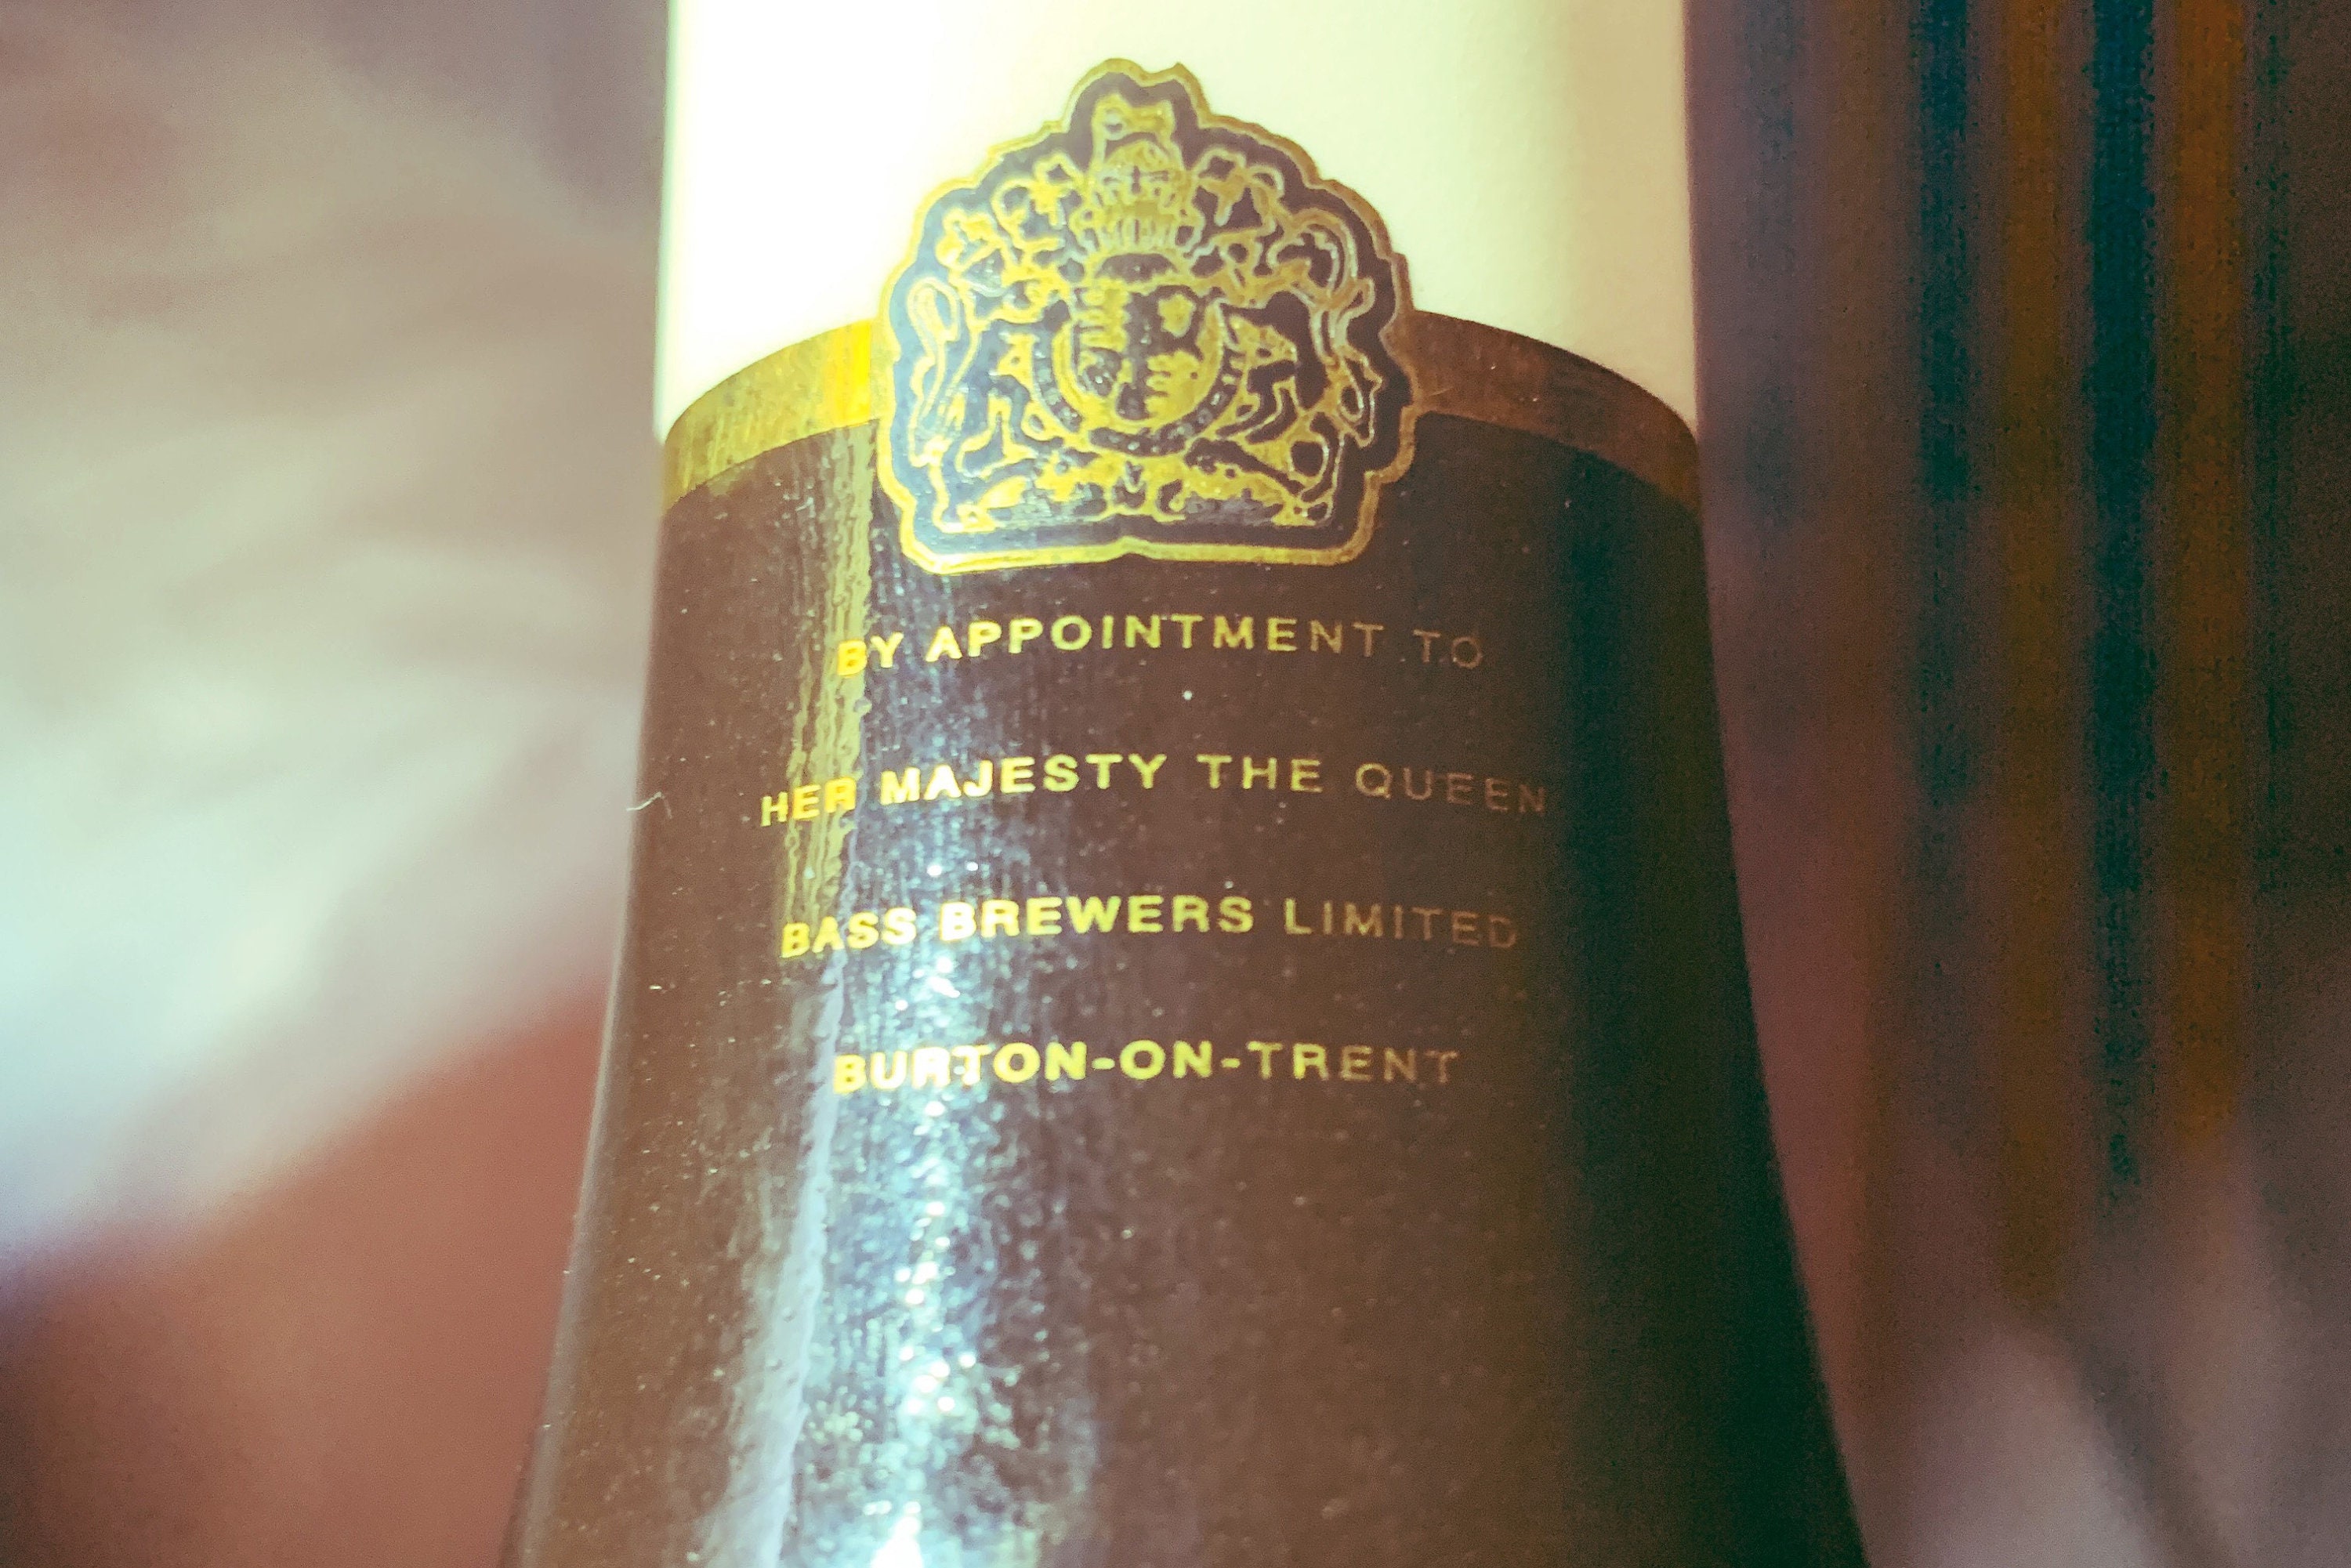 BY APPOINTMENT TO
HER MAJESTY THE QUEEN
BASS BREWERS LIMITED
BURTON-ON-TRENT